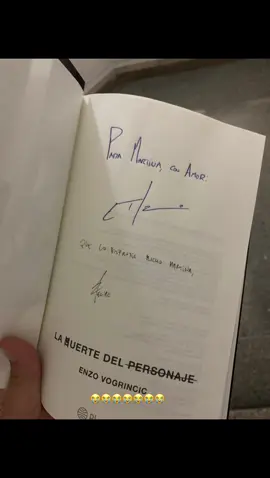 PARA MARTINA, CON AMOR:
QUE LO DISFRUTES MUCHO MARTINA,
LA MUERTE DEL PERSONAJE
ENZO VOGRINCIC
😭😭😭😭😭😭😭